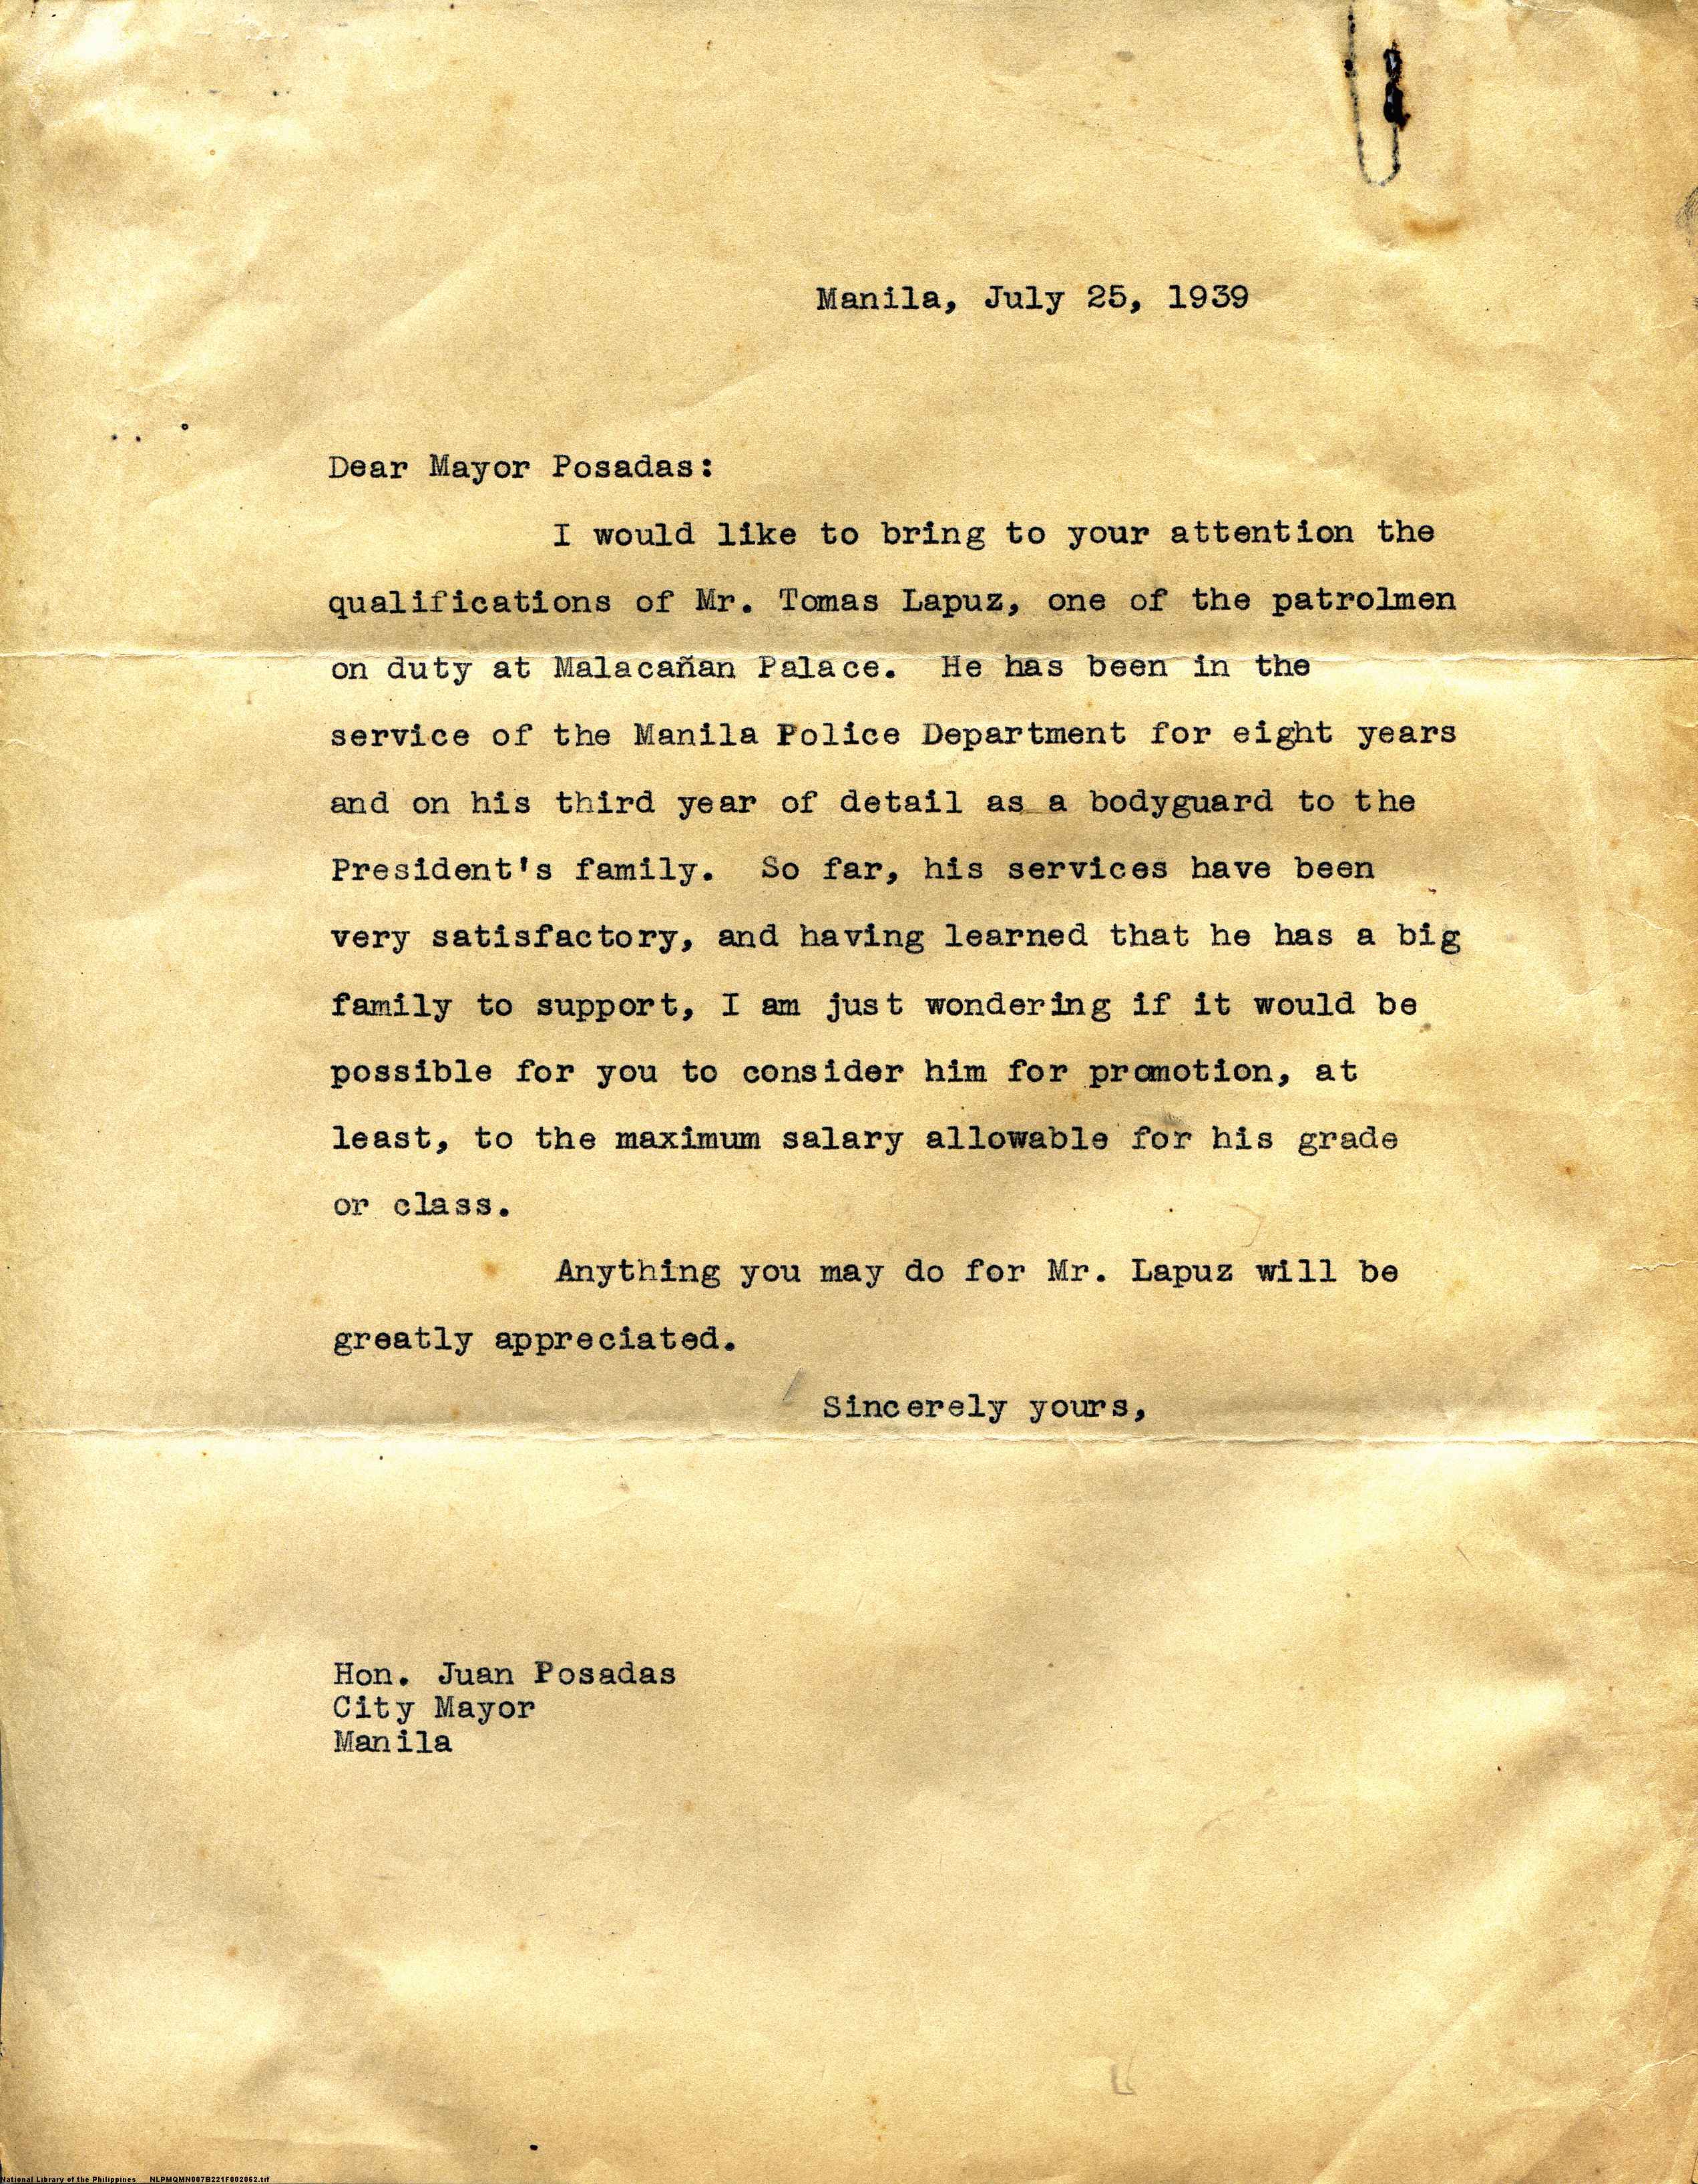 Manila, July 25, 1939
Dear Mayor Posadas:
I would like to bring to your attention the
qualifications of Mr. Tomas Lapuz, one of the patrolmen
on duty at Malacañan Palace. He has been in the
service of the Manila Police Department for eight years
and on his third year of detail as a bodyguard to the
President's family. So far, his services have been
very satisfactory, and having learned that he has a big
family to support, I am just wondering if it would be
possible for you to consider him for promotion, at
least, to the maximum salary allowable for his grade
or class.
Anything you may do for Mr. Lapuz will be
greatly appreciated.
Sincerely yours,
Hon. Juan Posadas
City Mayor
Manila
National Library of the Philippines NLPMQMN007B221F002062.tif